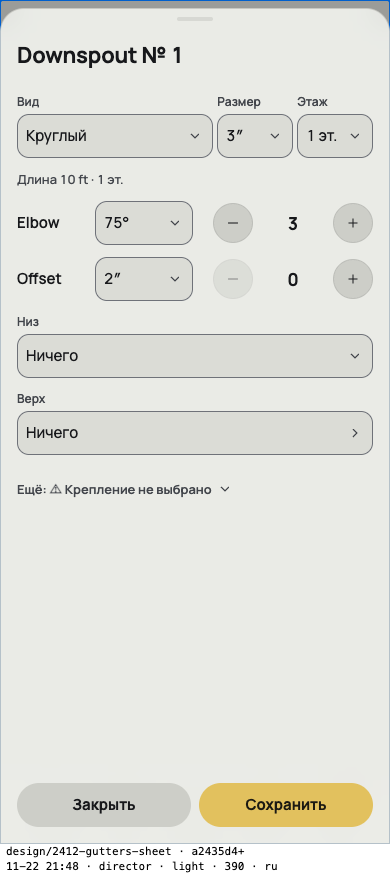 Downspout № 1
Вид Размер Этаж
Круглый 3″ 1 эт.
Длина 10 ft · 1 эт.
Elbow 75° − 3 +
Offset 2″ − 0 +
Низ
Ничего
Верх
Ничего
Ещё: ⚠ Крепление не выбрано
Закрыть Сохранить
design/2412-gutters-sheet · a2435d4+
11-22 21:48 · director · light · 390 · ru